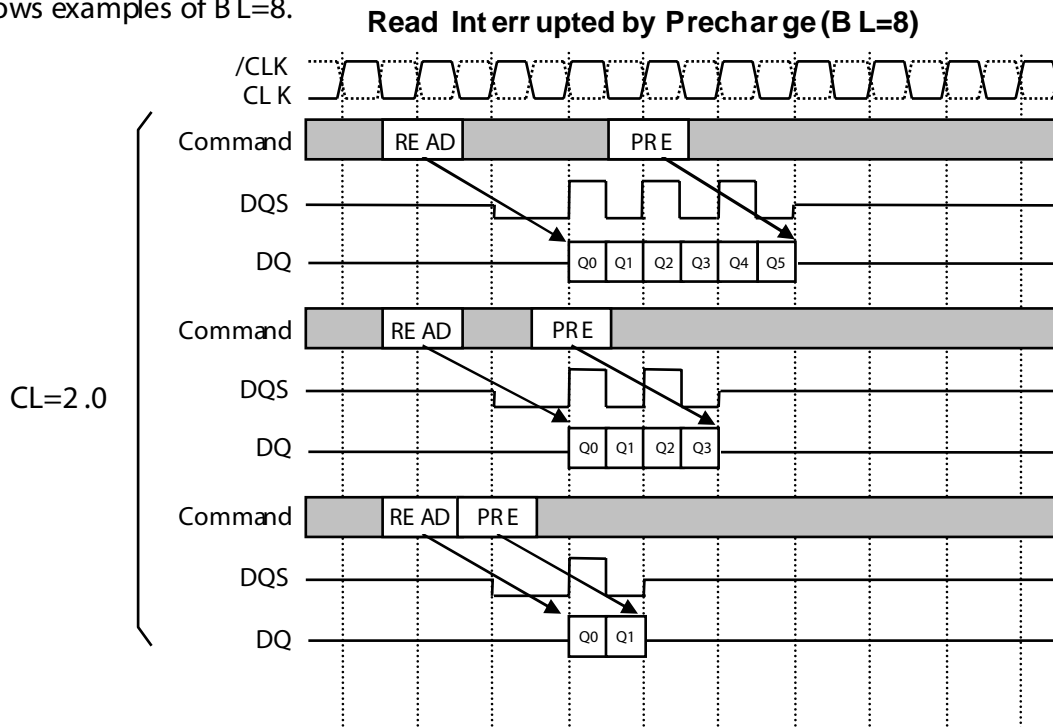 ows examples of BL=8.
Read Interrupted by Precharge (BL=8)
/CLK
CLK
Command READ PRE
DQS
DQ Q0 Q1 Q2 Q3 Q4 Q5
Command READ PRE
CL=2.0
DQS
DQ Q0 Q1 Q2 Q3
Command READ PRE
DQS
DQ Q0 Q1